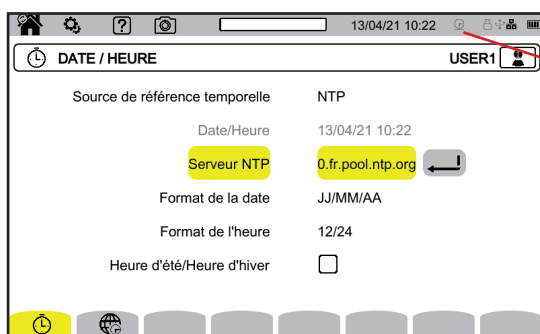 13/04/21 10:22
DATE / HEURE USER1
Source de référence temporelle NTP
Date/Heure 13/04/21 10:22
Serveur NTP 0.fr.pool.ntp.org
Format de la date JJ/MM/AA
Format de l'heure 12/24
Heure d'été/Heure d'hiver